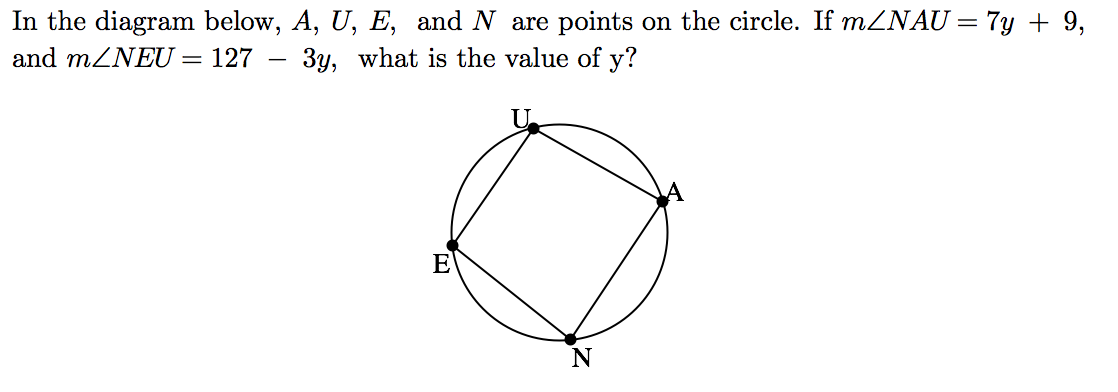 In the diagram below, A, U, E, and N are points on the circle. If m∠NAU = 7y + 9,
and m∠NEU = 127 − 3y, what is the value of y?
U
A
E
N